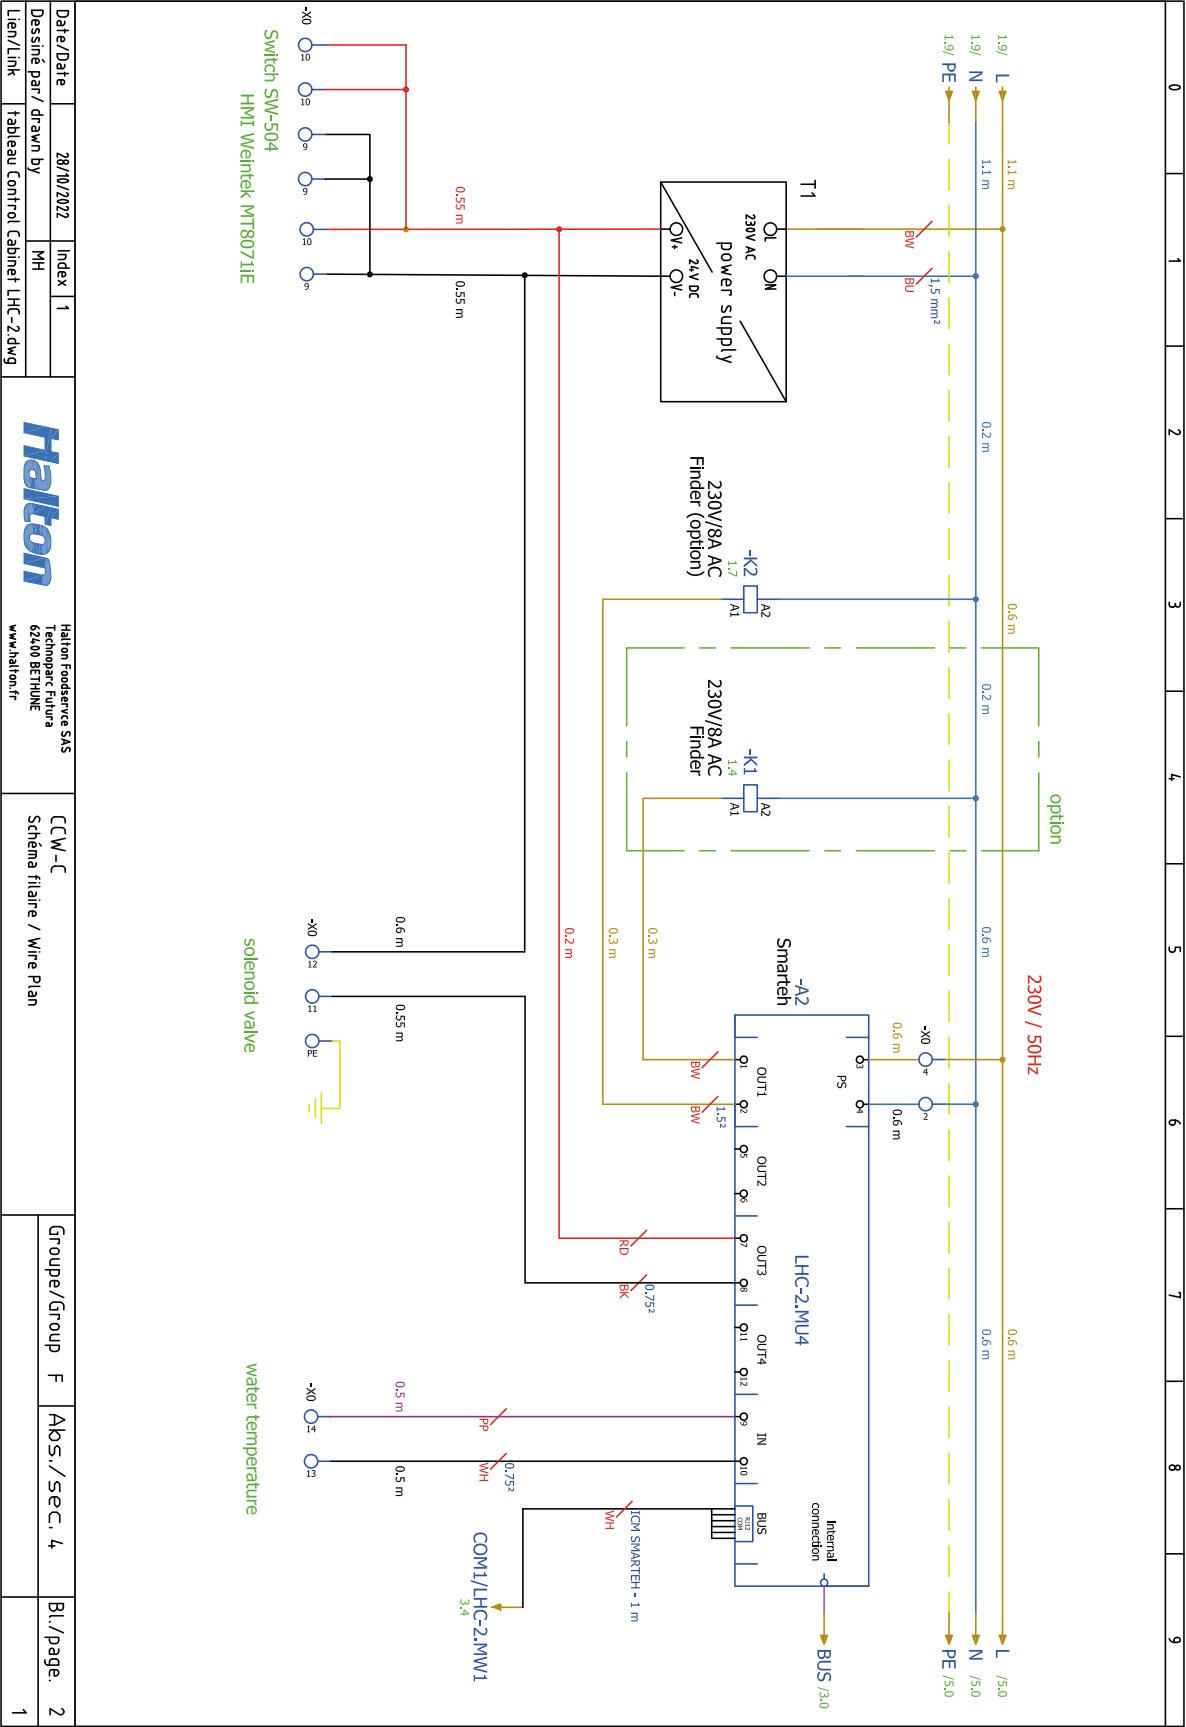 0
1
2
3
4
5
6
7
8
9
1.9/ L
1.9/ N
1.9/ PE
1.1 m
1.1 m
0.2 m
0.6 m
0.2 m
0.6 m
0.6 m
0.6 m
L /5.0
N /5.0
PE /5.0
230V / 50Hz
option
BW
BU
1,5 mm²
T1
L
N
230V AC
power supply
24V DC
V+
V-
-K2
1.7
230V/8A AC
Finder (option)
A2
A1
-K1
1.4
230V/8A AC
Finder
A2
A1
-X0
4
2
0.6 m
0.6 m
-A2
Smarteh
3
4
PS
LHC-2.MU4
Internal
connection
BUS /3.0
1
2
5
6
7
8
11
12
9
10
OUT1
OUT2
OUT3
OUT4
IN
BUS
RJ12
COM
BW
BW
1.5²
RD
BK
0.75²
PP
WH
0.75²
WH
ICM SMARTEH - 1 m
COM1/LHC-2.MW1
3.4
0.3 m
0.3 m
0.2 m
0.55 m
0.55 m
0.6 m
0.55 m
0.5 m
0.5 m
-X0
10
10
9
9
10
9
Switch SW-504
HMI Weintek MT8071iE
-X0
12
11
PE
solenoid valve
-X0
14
13
water temperature
Date/Date 28/10/2022 Index 1
Dessiné par/ drawn by MH
Lien/Link Tableau Control Cabinet LHC-2.dwg
Halton
Halton Foodservce SAS
Technoparc Futura
62400 BETHUNE
www.halton.fr
CCW-C
Schéma filaire / Wire Plan
Groupe/Group F
Abs./sec. 4
Bl./page. 2
1